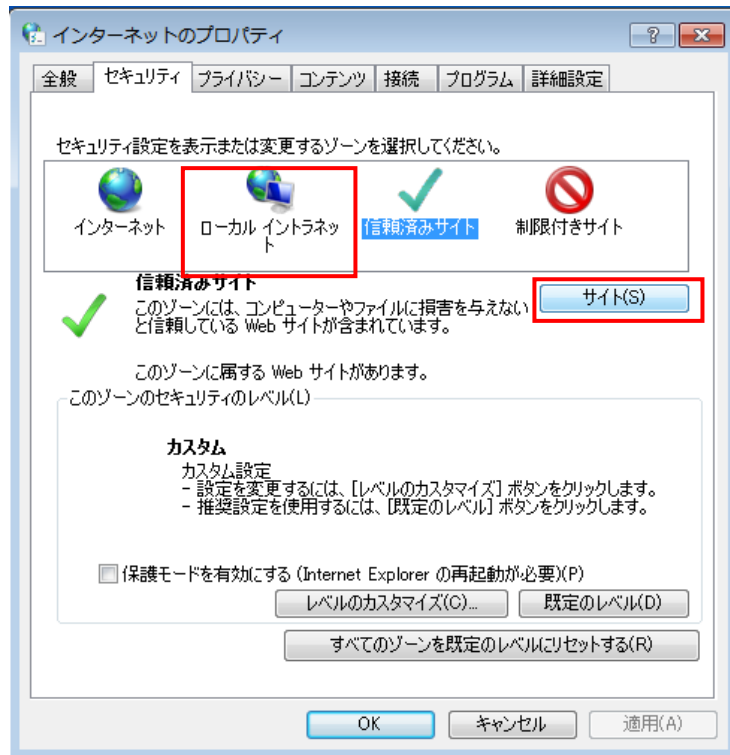 インターネットのプロパティ
全般 セキュリティ プライバシー コンテンツ 接続 プログラム 詳細設定
セキュリティ設定を表示または変更するゾーンを選択してください。
インターネット
ローカル イントラネッ
ト
信頼済みサイト
制限付きサイト
信頼済みサイト
このゾーンには、コンピューターやファイルに損害を与えない
と信頼している Web サイトが含まれています。
サイト(S)
このゾーンに属する Web サイトがあります。
このゾーンのセキュリティのレベル(L)
カスタム
カスタム設定
- 設定を変更するには、[レベルのカスタマイズ] ボタンをクリックします。
- 推奨設定を使用するには、[既定のレベル] ボタンをクリックします。
保護モードを有効にする (Internet Explorer の再起動が必要)(P)
レベルのカスタマイズ(C)... 既定のレベル(D)
すべてのゾーンを既定のレベルにリセットする(R)
OK キャンセル 適用(A)